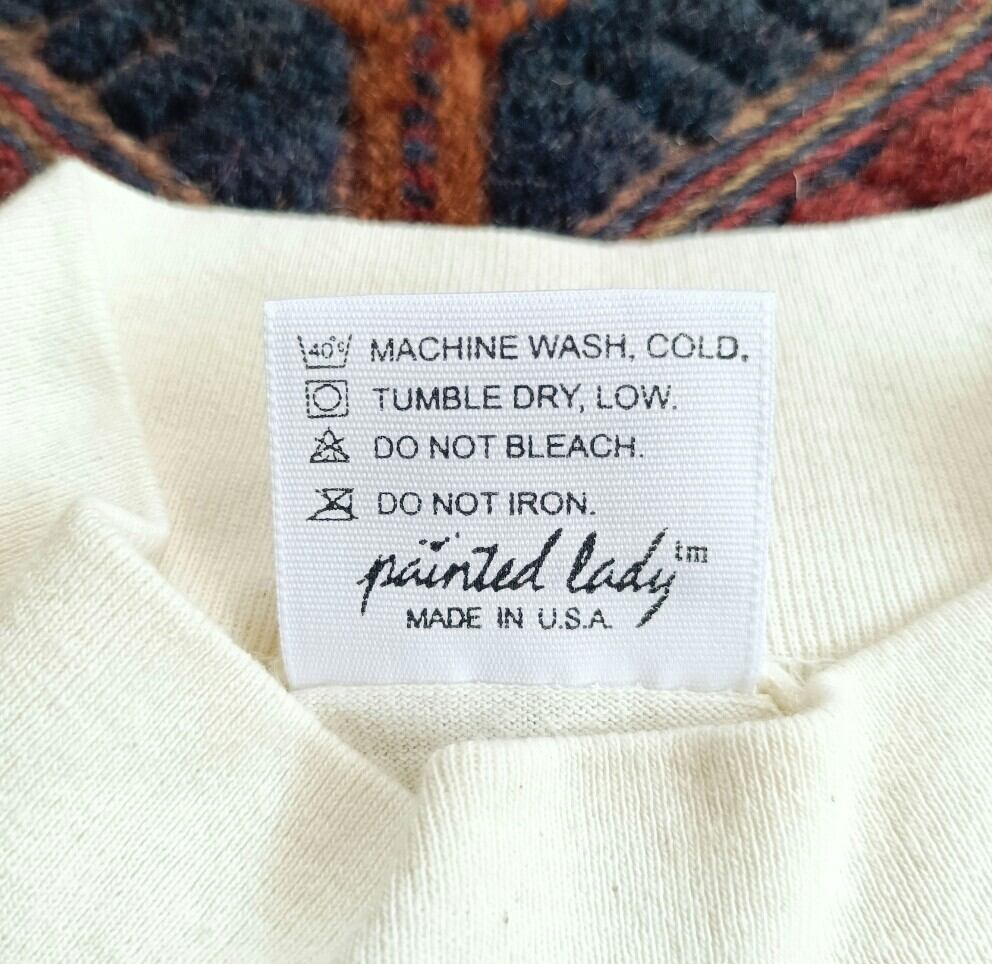 40°c MACHINE WASH, COLD,
TUMBLE DRY, LOW.
DO NOT BLEACH.
DO NOT IRON.
painted lady tm
MADE IN U.S.A.